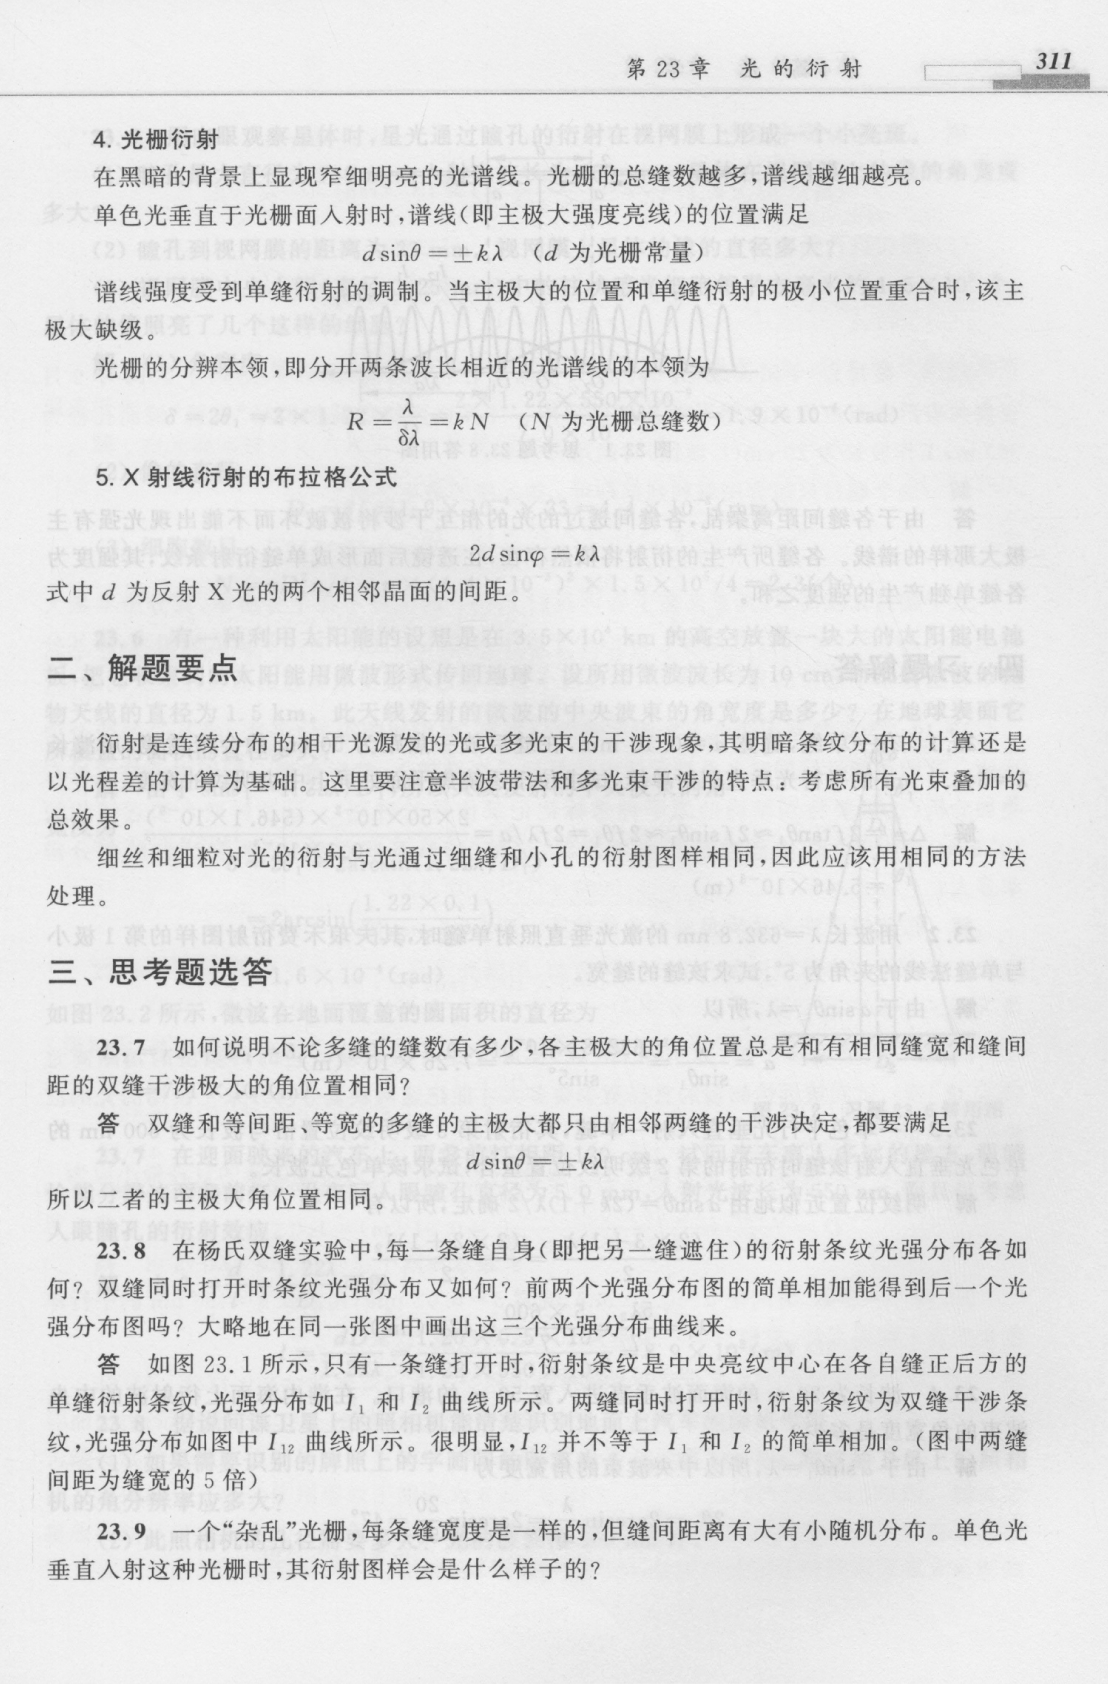 第 23 章 光 的 衍 射
311
4. 光栅衍射
在黑暗的背景上显现窄细明亮的光谱线。光栅的总缝数越多,谱线越细越亮。
单色光垂直于光栅面入射时,谱线(即主极大强度亮线)的位置满足
d sinθ = ±kλ (d 为光栅常量)
谱线强度受到单缝衍射的调制。当主极大的位置和单缝衍射的极小位置重合时,该主
极大缺级。
光栅的分辨本领,即分开两条波长相近的光谱线的本领为
R = λ/δλ = kN (N 为光栅总缝数)
5. X 射线衍射的布拉格公式
2d sinφ = kλ
式中 d 为反射 X 光的两个相邻晶面的间距。
二、解题要点
衍射是连续分布的相干光源发的光或多光束的干涉现象,其明暗条纹分布的计算还是
以光程差的计算为基础。这里要注意半波带法和多光束干涉的特点:考虑所有光束叠加的
总效果。
细丝和细粒对光的衍射与光通过细缝和小孔的衍射图样相同,因此应该用相同的方法
处理。
三、思考题选答
23.7 如何说明不论多缝的缝数有多少,各主极大的角位置总是和有相同缝宽和缝间
距的双缝干涉极大的角位置相同?
答 双缝和等间距、等宽的多缝的主极大都只由相邻两缝的干涉决定,都要满足
d sinθ = ±kλ
所以二者的主极大角位置相同。
23.8 在杨氏双缝实验中,每一条缝自身(即把另一缝遮住)的衍射条纹光强分布各如
何? 双缝同时打开时条纹光强分布又如何? 前两个光强分布图的简单相加能得到后一个光
强分布图吗? 大略地在同一张图中画出这三个光强分布曲线来。
答 如图 23.1 所示,只有一条缝打开时,衍射条纹是中央亮纹中心在各自缝正后方的
单缝衍射条纹,光强分布如 I₁ 和 I₂ 曲线所示。两缝同时打开时,衍射条纹为双缝干涉条
纹,光强分布如图中 I₁₂ 曲线所示。很明显,I₁₂ 并不等于 I₁ 和 I₂ 的简单相加。(图中两缝
间距为缝宽的 5 倍)
23.9 一个“杂乱”光栅,每条缝宽度是一样的,但缝间距离有大有小随机分布。单色光
垂直入射这种光栅时,其衍射图样会是什么样子的?